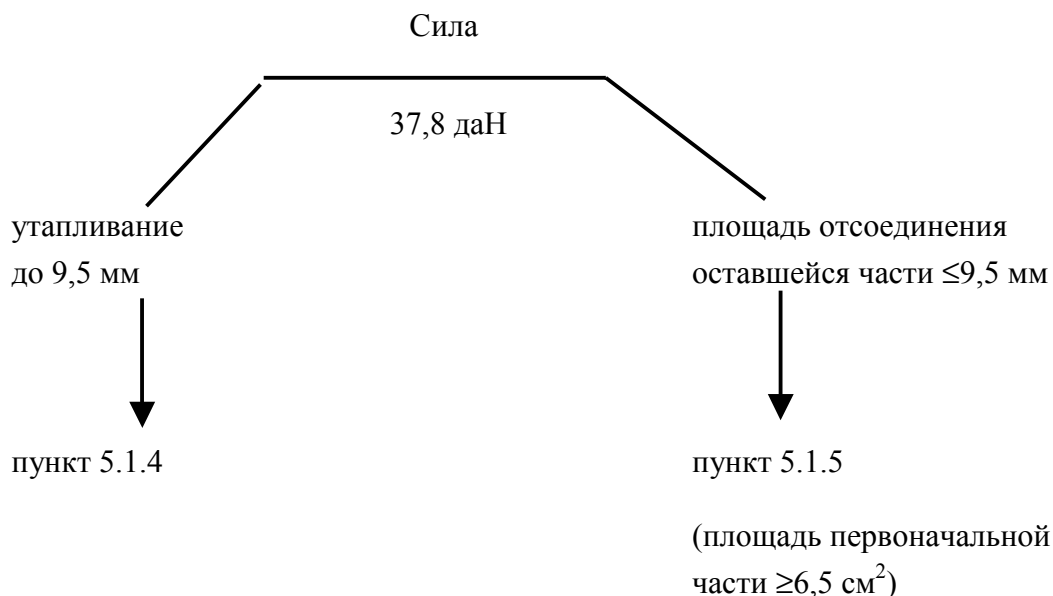 Сила
37,8 даН
утапливание
до 9,5 мм
площадь отсоединения
оставшейся части ≤9,5 мм
пункт 5.1.4
пункт 5.1.5
(площадь первоначальной
части ≥6,5 см²)